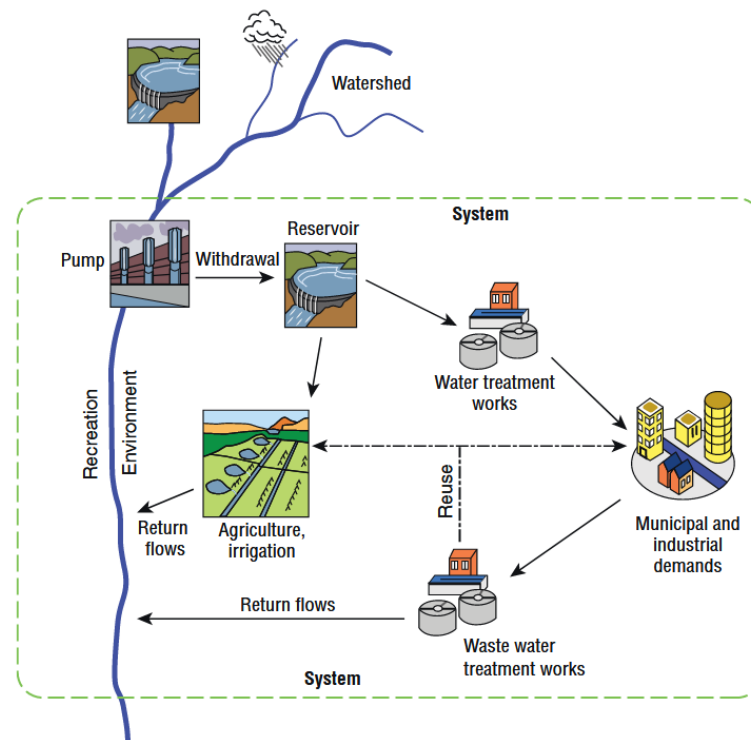 Watershed
System
Reservoir
Pump
Withdrawal
Water treatment
works
Recreation
Environment
Reuse
Municipal and
industrial
demands
Return
flows
Agriculture,
irrigation
Return flows
Waste water
treatment works
System